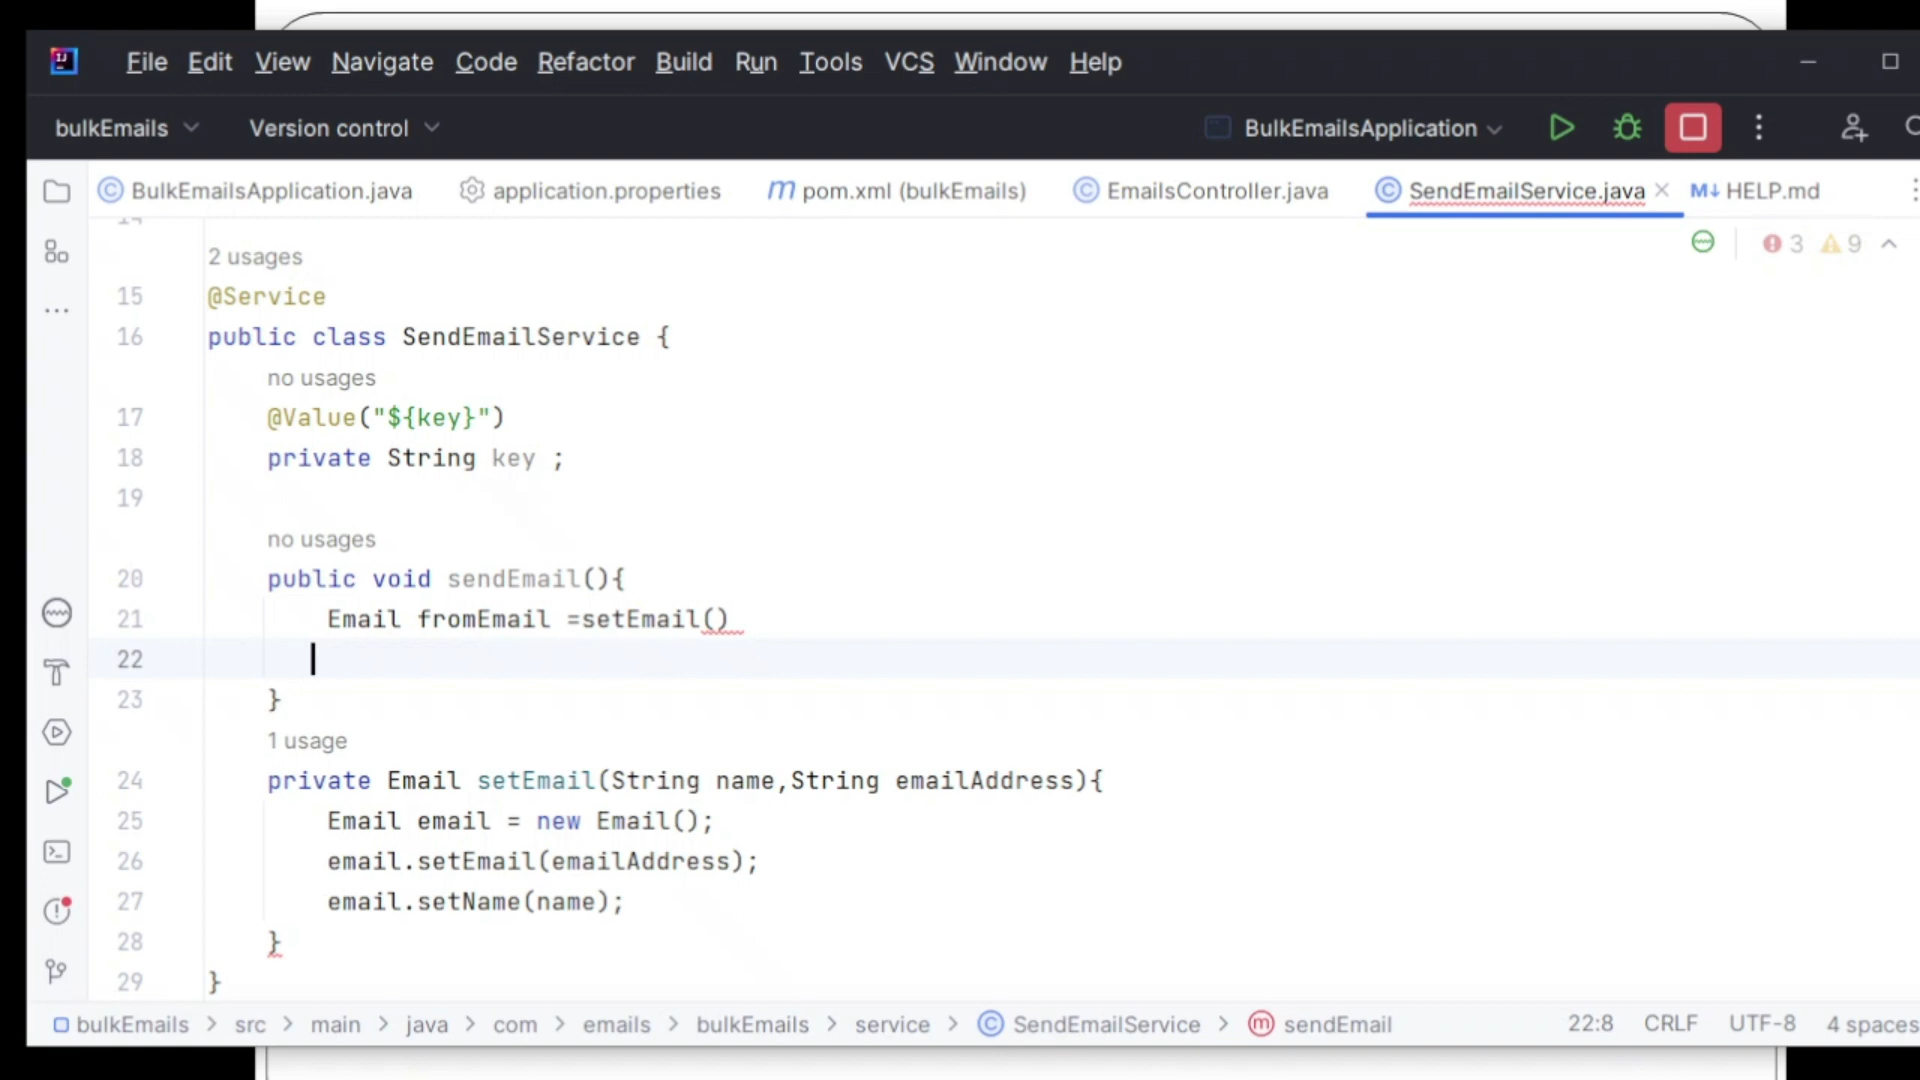 File Edit View Navigate Code Refactor Build Run Tools VCS Window Help
bulkEmails Version control BulkEmailsApplication
BulkEmailsApplication.java application.properties pom.xml (bulkEmails) EmailsController.java SendEmailService.java HELP.md
3 9
2 usages
15 @Service
16 public class SendEmailService {
no usages
17 @Value("${key}")
18 private String key ;
19
no usages
20 public void sendEmail(){
21 Email fromEmail =setEmail()
22
23 }
1 usage
24 private Email setEmail(String name,String emailAddress){
25 Email email = new Email();
26 email.setEmail(emailAddress);
27 email.setName(name);
28 }
29 }
bulkEmails > src > main > java > com > emails > bulkEmails > service > SendEmailService > sendEmail 22:8 CRLF UTF-8 4 spaces